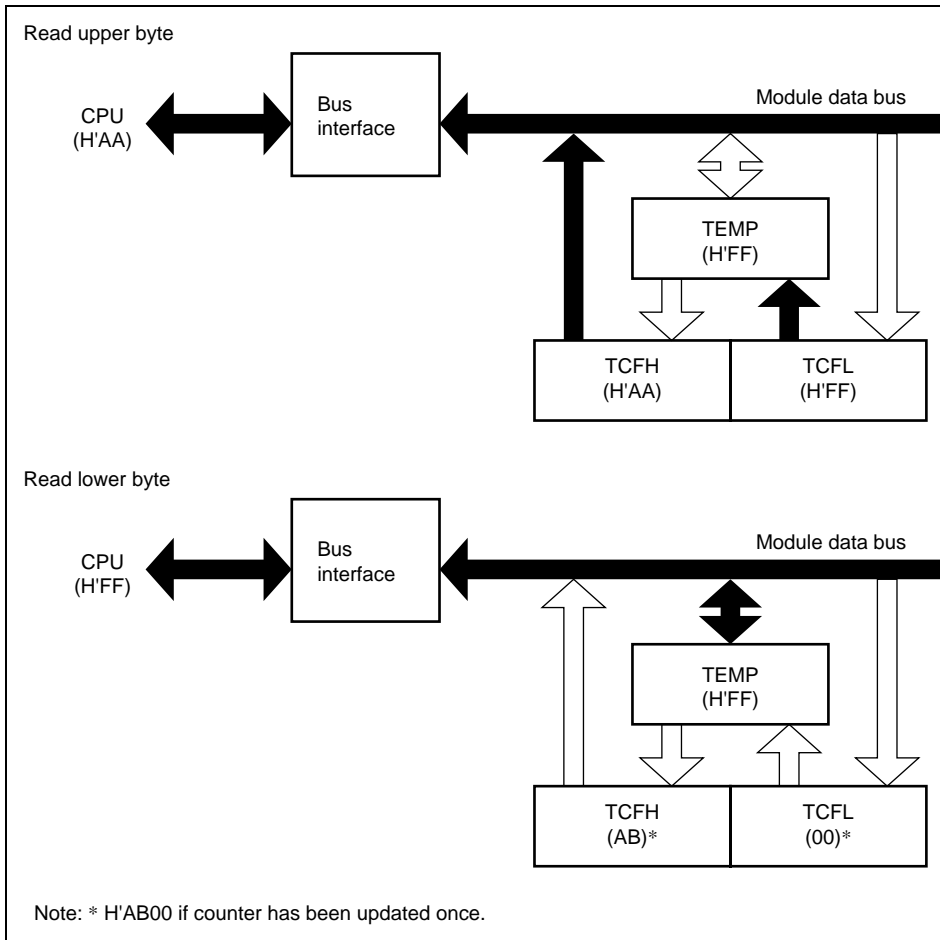 Read upper byte
Bus
interface
CPU
(H'AA)
Module data bus
TEMP
(H'FF)
TCFH
(H'AA)
TCFL
(H'FF)
Read lower byte
Bus
interface
CPU
(H'FF)
Module data bus
TEMP
(H'FF)
TCFH
(AB)*
TCFL
(00)*
Note: * H'AB00 if counter has been updated once.